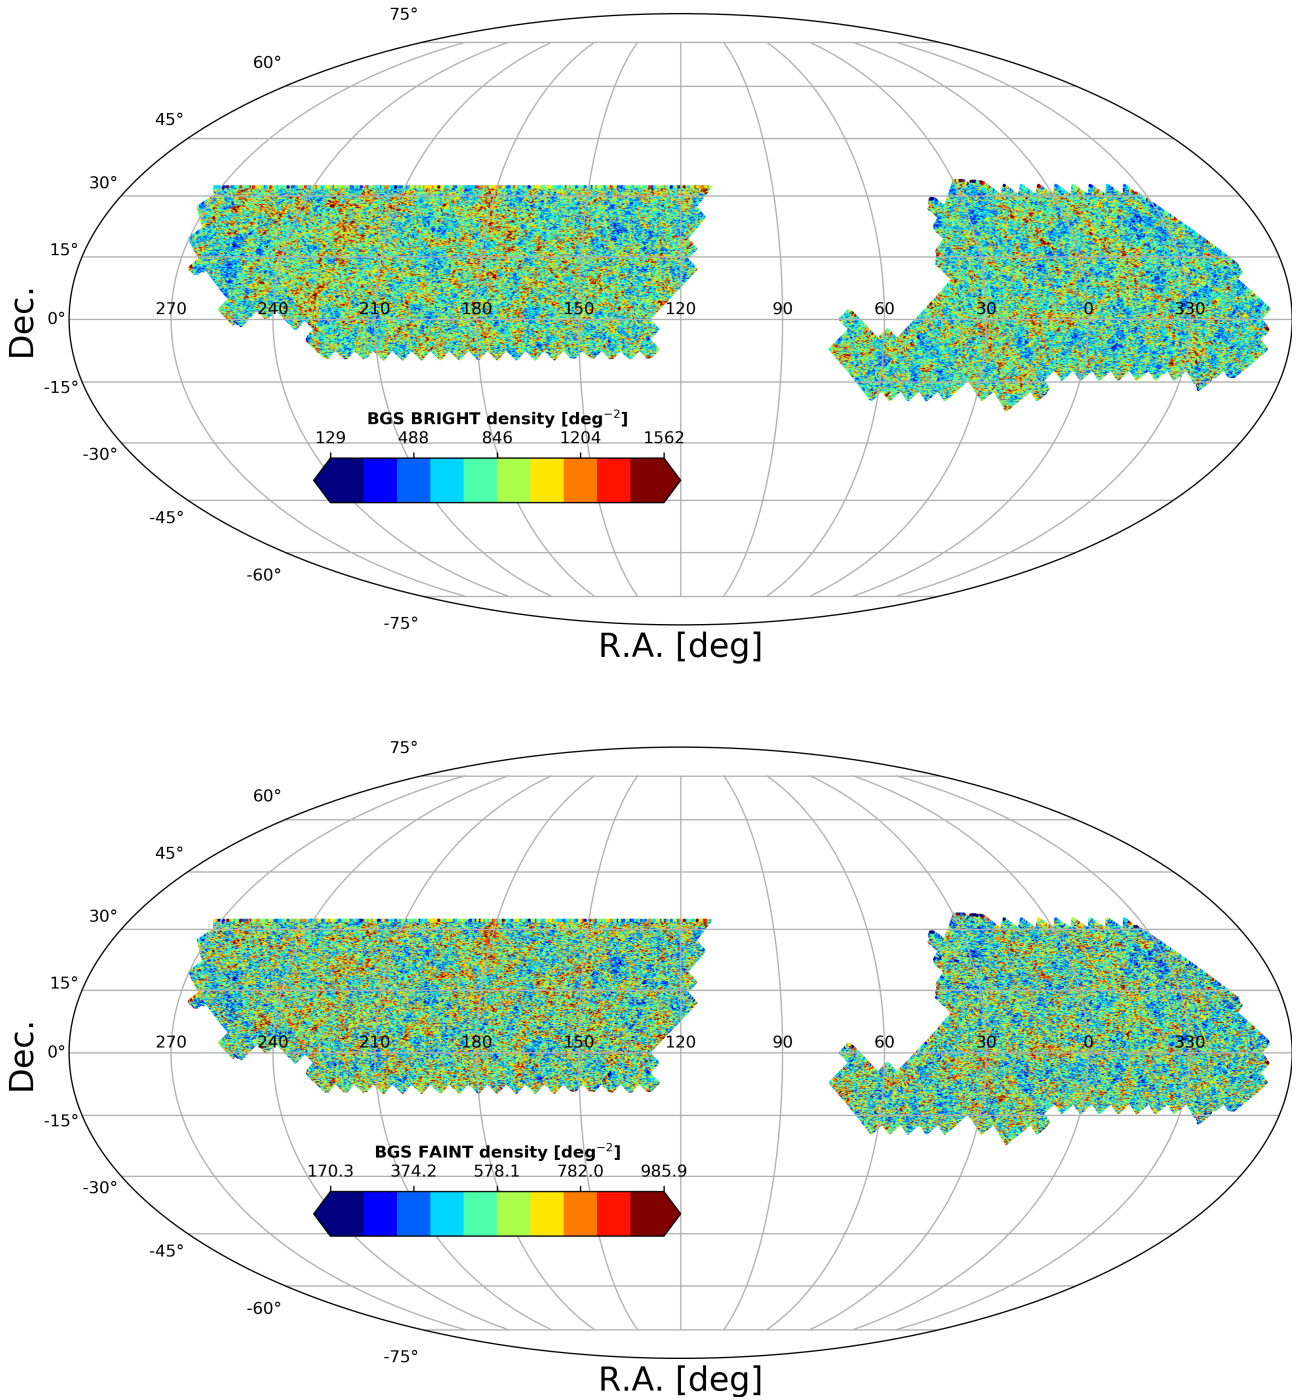 75°
60°
45°
30°
15°
0°
-15°
-30°
-45°
-60°
-75°
Dec.
270 240 210 180 150 120 90 60 30 0 330
BGS BRIGHT density [deg⁻²]
129 488 846 1204 1562
R.A. [deg]
75°
60°
45°
30°
15°
0°
-15°
-30°
-45°
-60°
-75°
Dec.
270 240 210 180 150 120 90 60 30 0 330
BGS FAINT density [deg⁻²]
170.3 374.2 578.1 782.0 985.9
R.A. [deg]